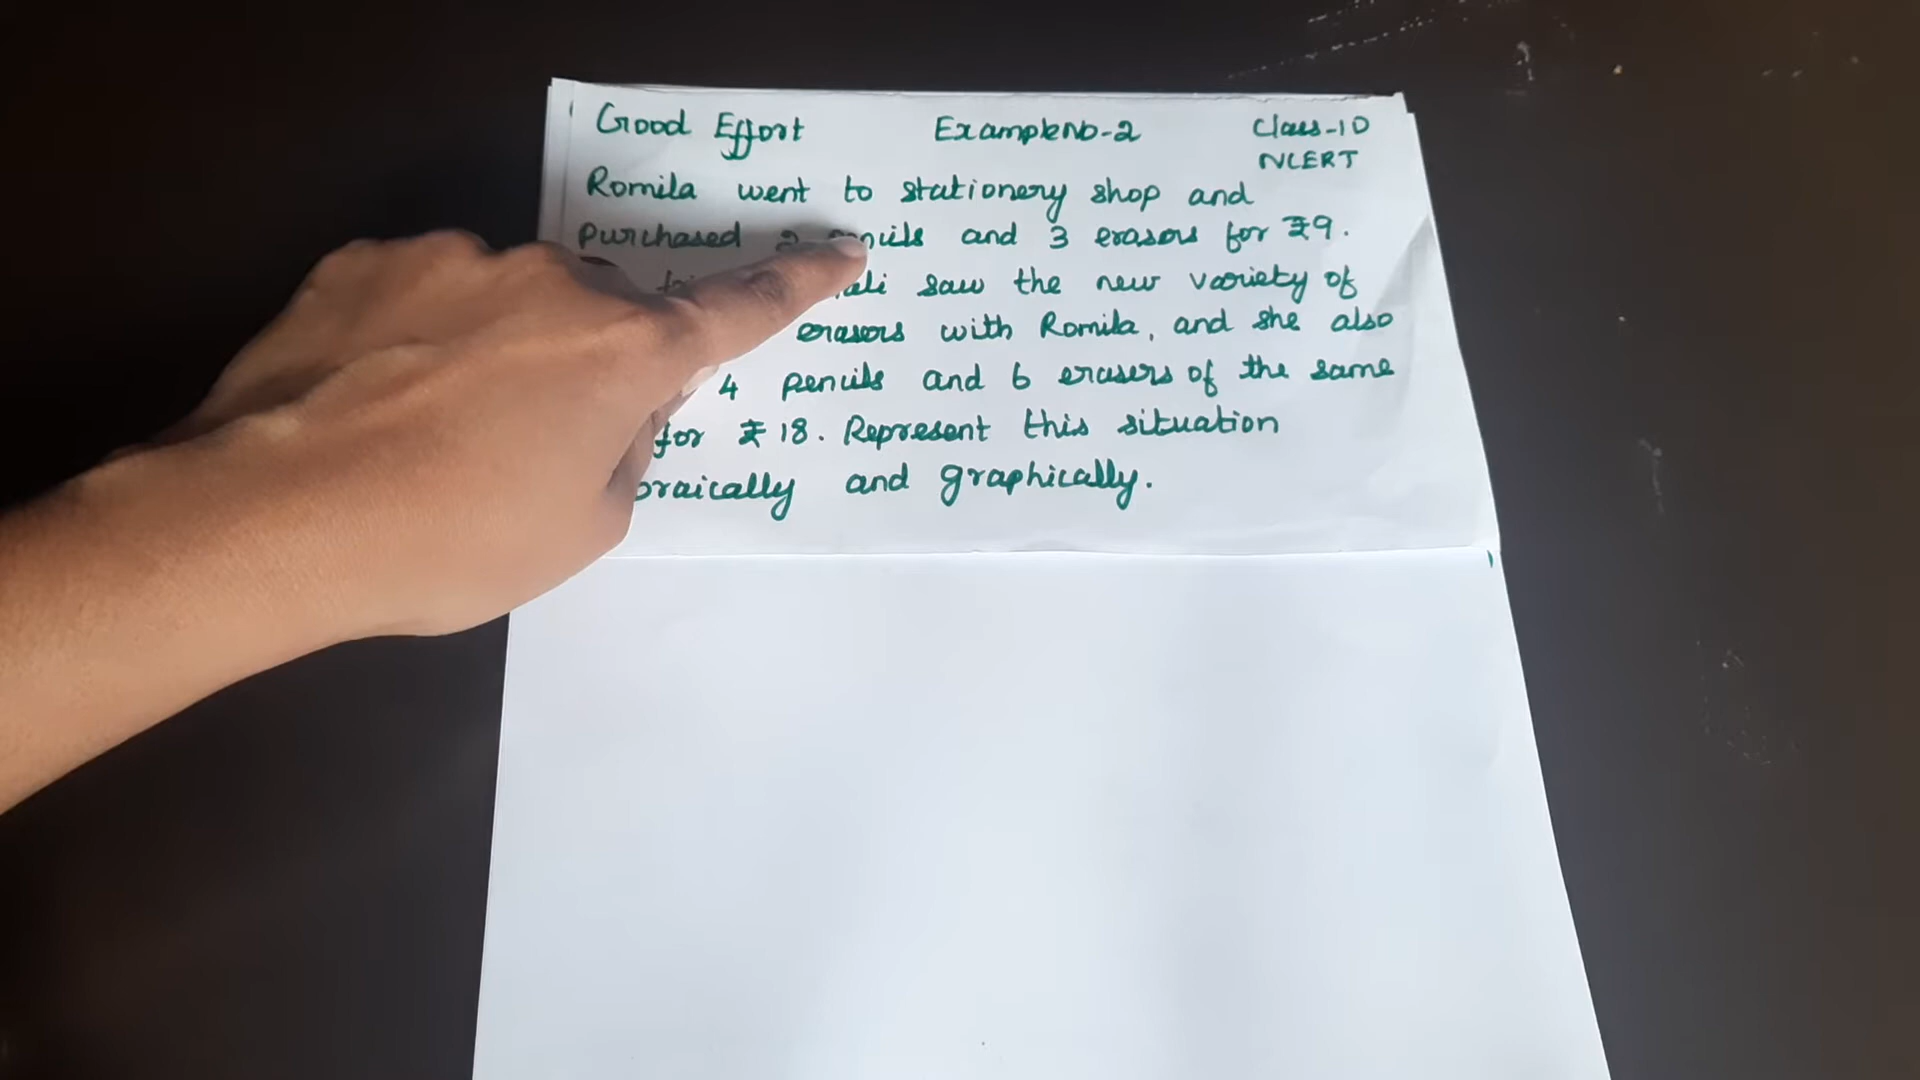 Good Effort Example No-2 Class-10
NCERT
Romila went to stationery shop and
purchased 2 pencils and 3 erasers for ₹9.
saw the new variety of
erasers with Romila, and she also
4 pencils and 6 erasers of the same
for ₹18. Represent this situation
and graphically.